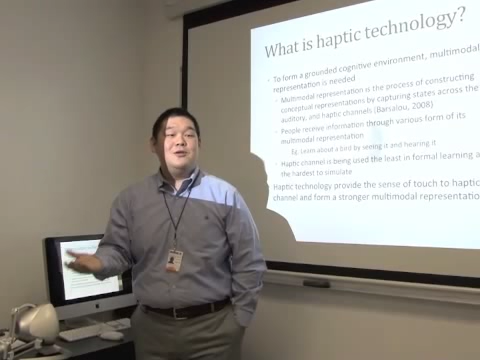 What is haptic technology?
To form a grounded cognitive environment, multimodal
representation is needed
Multimodal representation is the process of constructing
conceptual representations by capturing states across the
auditory, and haptic channels (Barsalou, 2008)
People receive information through various form of its
multimodal representation
Eg. Learn about a bird by seeing it and hearing it
Haptic channel is being used the least in formal learning a
the hardest to simulate
Haptic technology provide the sense of touch to haptic
channel and form a stronger multimodal representatio